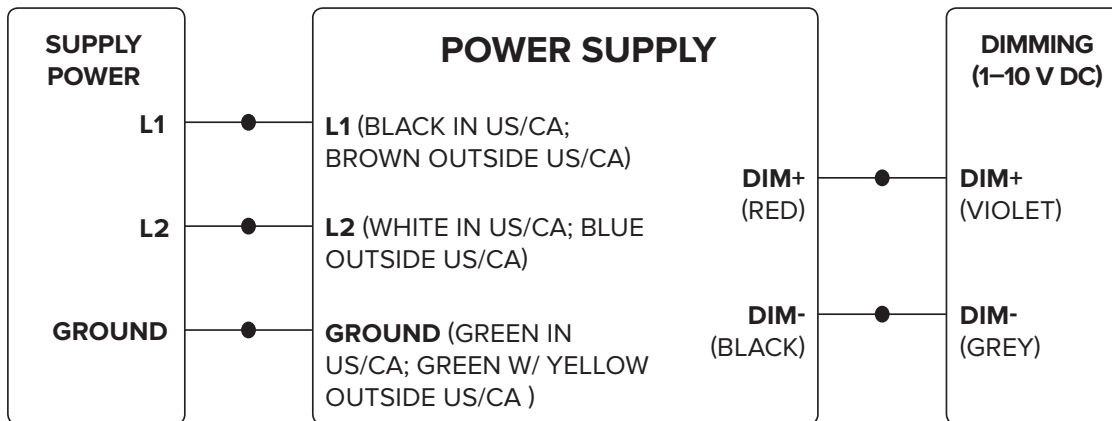 SUPPLY
POWER
L1
L2
GROUND
POWER SUPPLY
L1 (BLACK IN US/CA;
BROWN OUTSIDE US/CA)
L2 (WHITE IN US/CA; BLUE
OUTSIDE US/CA)
GROUND (GREEN IN
US/CA; GREEN W/ YELLOW
OUTSIDE US/CA )
DIM+
(RED)
DIM-
(BLACK)
DIMMING
(1–10 V DC)
DIM+
(VIOLET)
DIM-
(GREY)